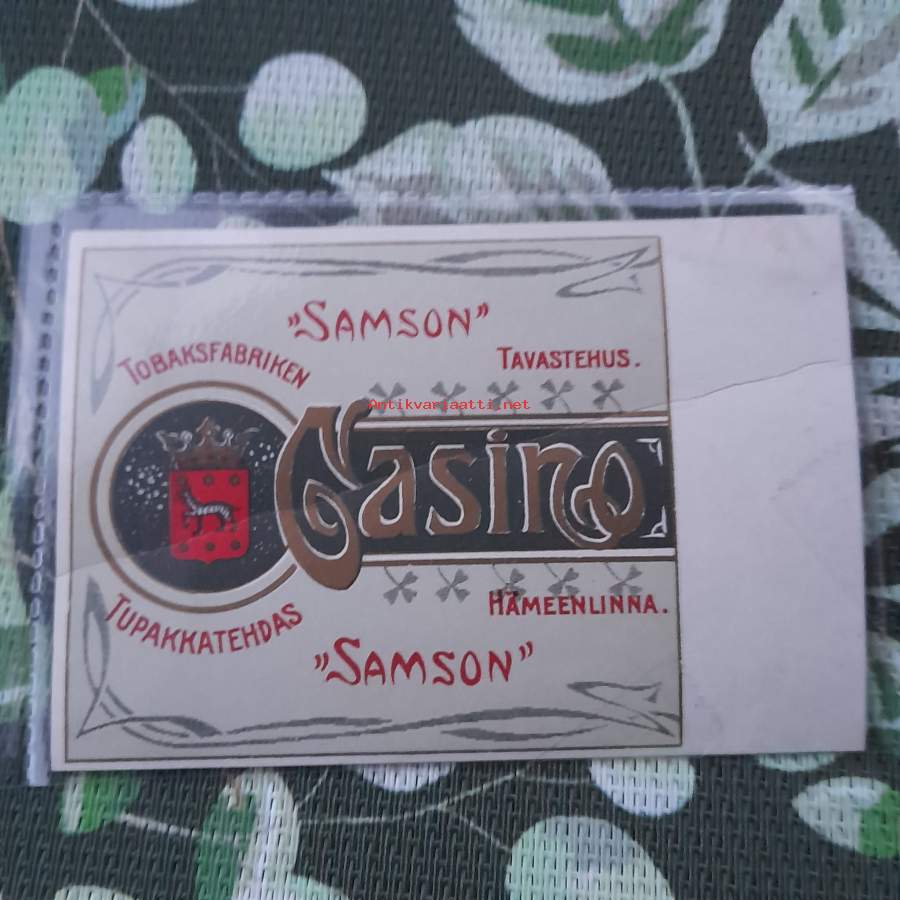 "SAMSON"
TOBAKSFABRIKEN
TAVASTEHUS.
Antikvariaatti.net
Casino
TUPAKKATEHDAS
HÄMEENLINNA.
"SAMSON"